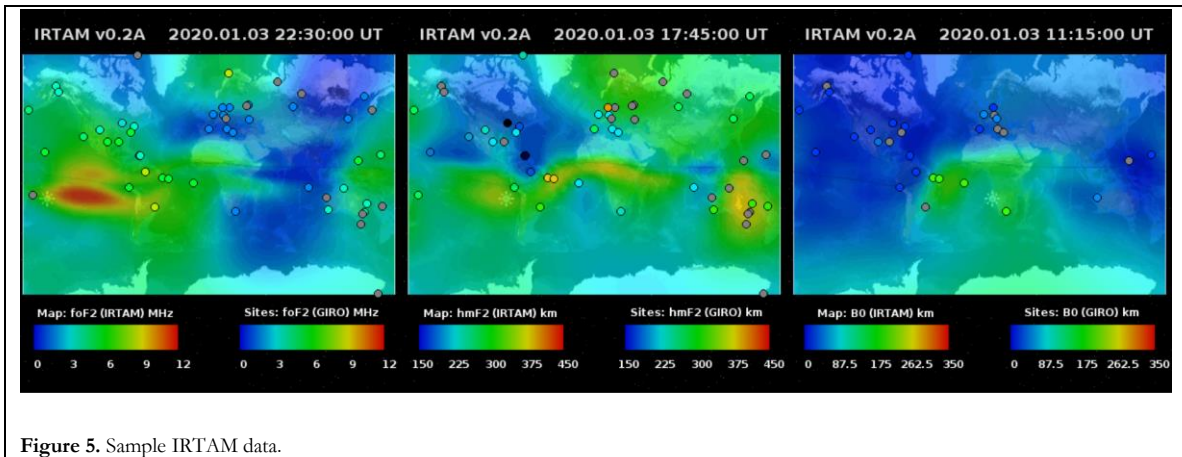 IRTAM v0.2A 2020.01.03 22:30:00 UT
IRTAM v0.2A 2020.01.03 17:45:00 UT
IRTAM v0.2A 2020.01.03 11:15:00 UT
Map: foF2 (IRTAM) MHz
Sites: foF2 (GIRO) MHz
Map: hmF2 (IRTAM) km
Sites: hmF2 (GIRO) km
Map: B0 (IRTAM) km
Sites: B0 (GIRO) km
0 3 6 9 12
0 3 6 9 12
150 225 300 375 450
150 225 300 375 450
0 87.5 175 262.5 350
0 87.5 175 262.5 350
Figure 5. Sample IRTAM data.